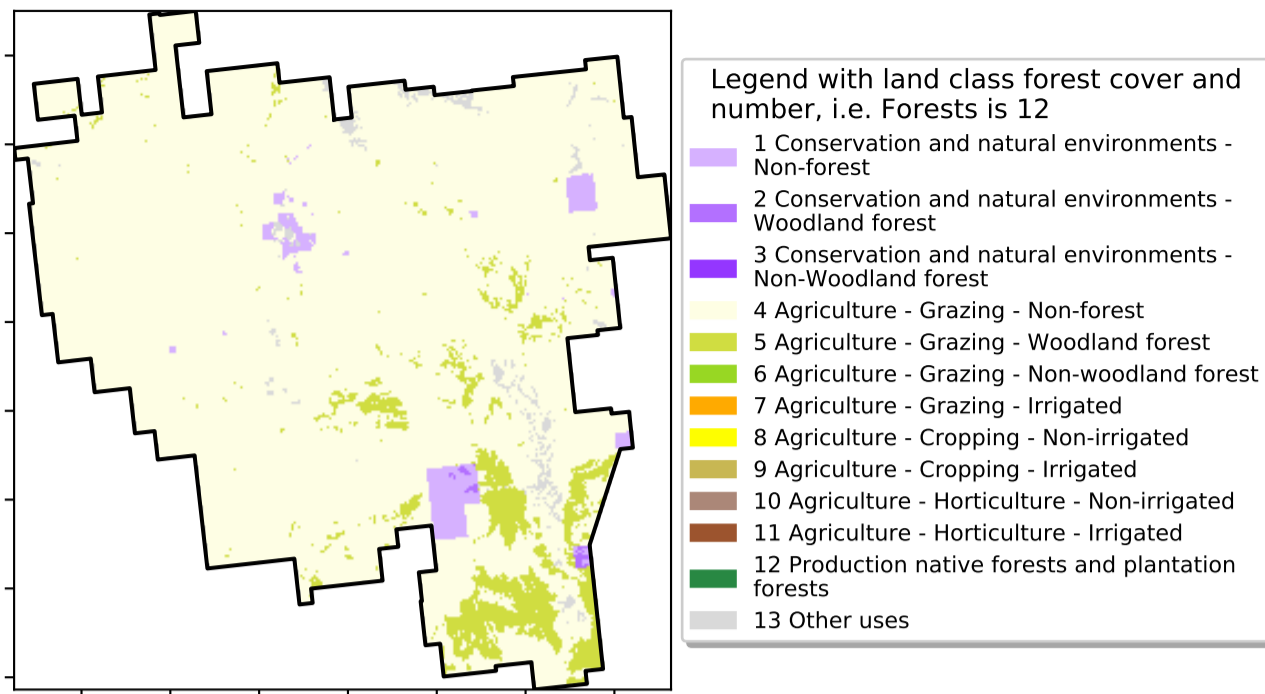 Legend with land class forest cover and
number, i.e. Forests is 12
1 Conservation and natural environments -
Non-forest
2 Conservation and natural environments -
Woodland forest
3 Conservation and natural environments -
Non-Woodland forest
4 Agriculture - Grazing - Non-forest
5 Agriculture - Grazing - Woodland forest
6 Agriculture - Grazing - Non-woodland forest
7 Agriculture - Grazing - Irrigated
8 Agriculture - Cropping - Non-irrigated
9 Agriculture - Cropping - Irrigated
10 Agriculture - Horticulture - Non-irrigated
11 Agriculture - Horticulture - Irrigated
12 Production native forests and plantation
forests
13 Other uses